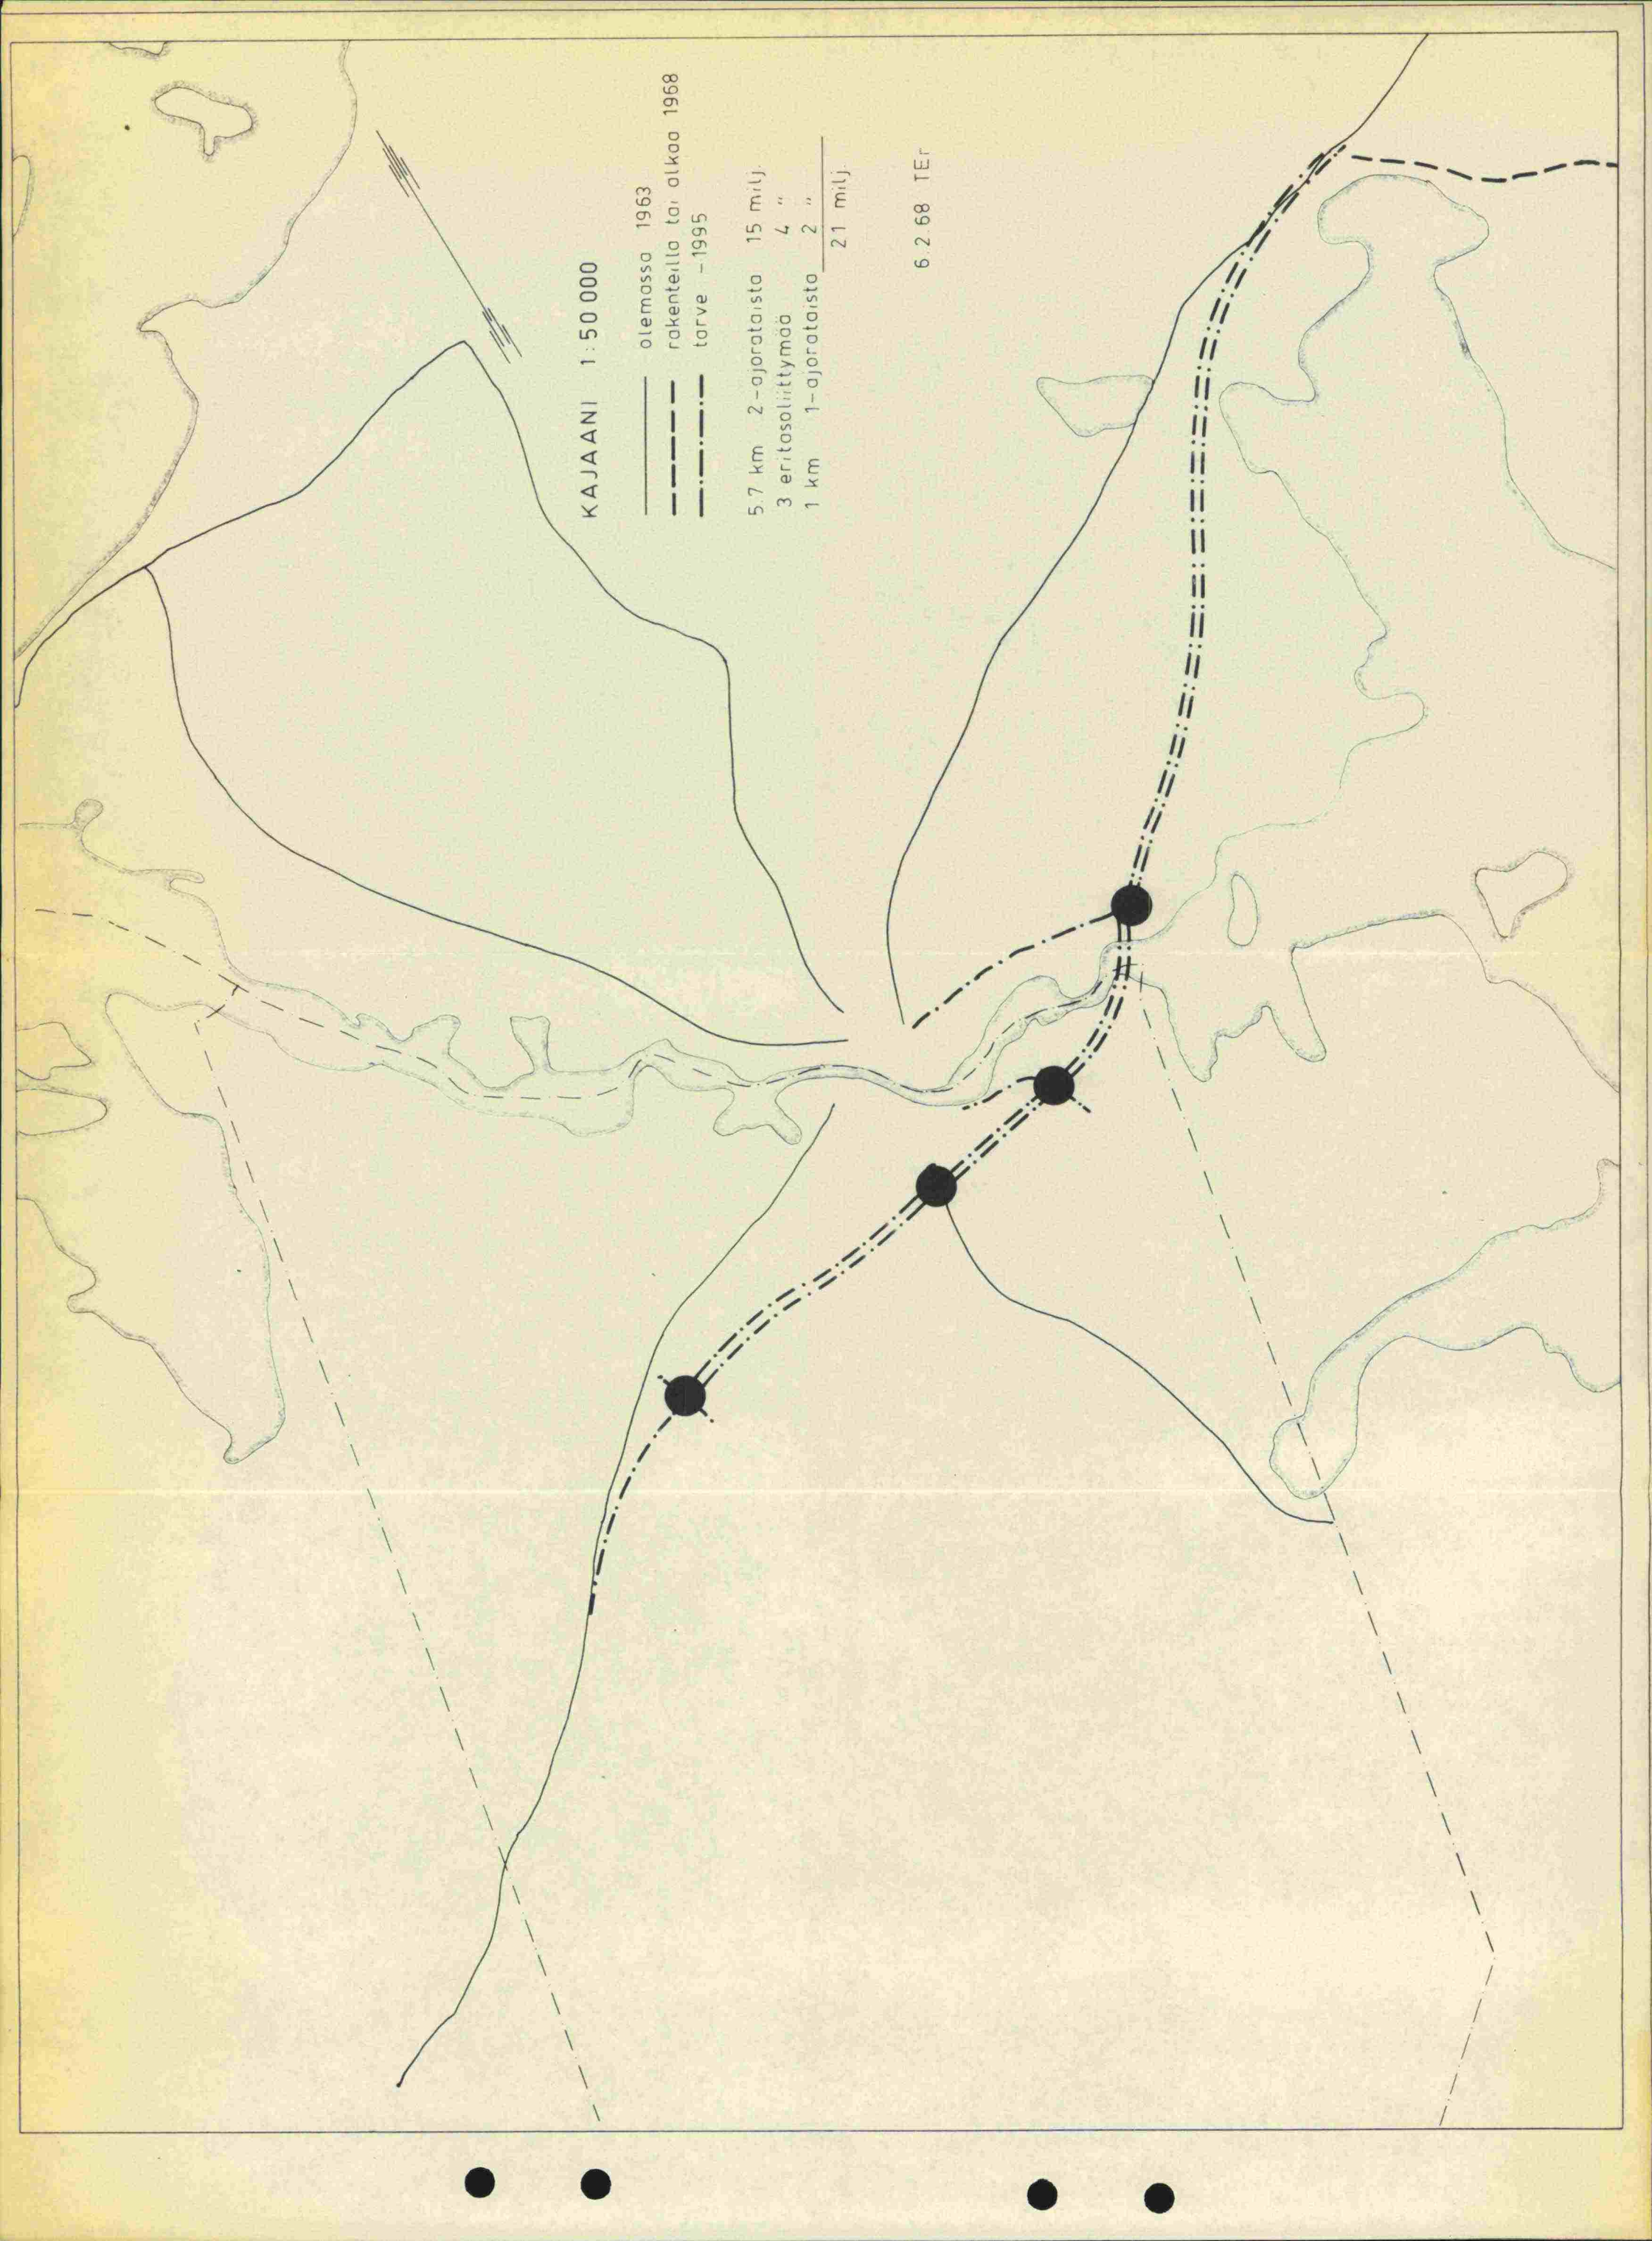 KAJAANI 1:50 000
olemassa 1963
rakenteilla tai alkaa 1968
tarve -1995
5.7 km 2-ajorataista 15 milj.
3 eritasoliittymää 4 "
1 km 1-ajorataista 2 "
21 milj.
6.2.68 TEr